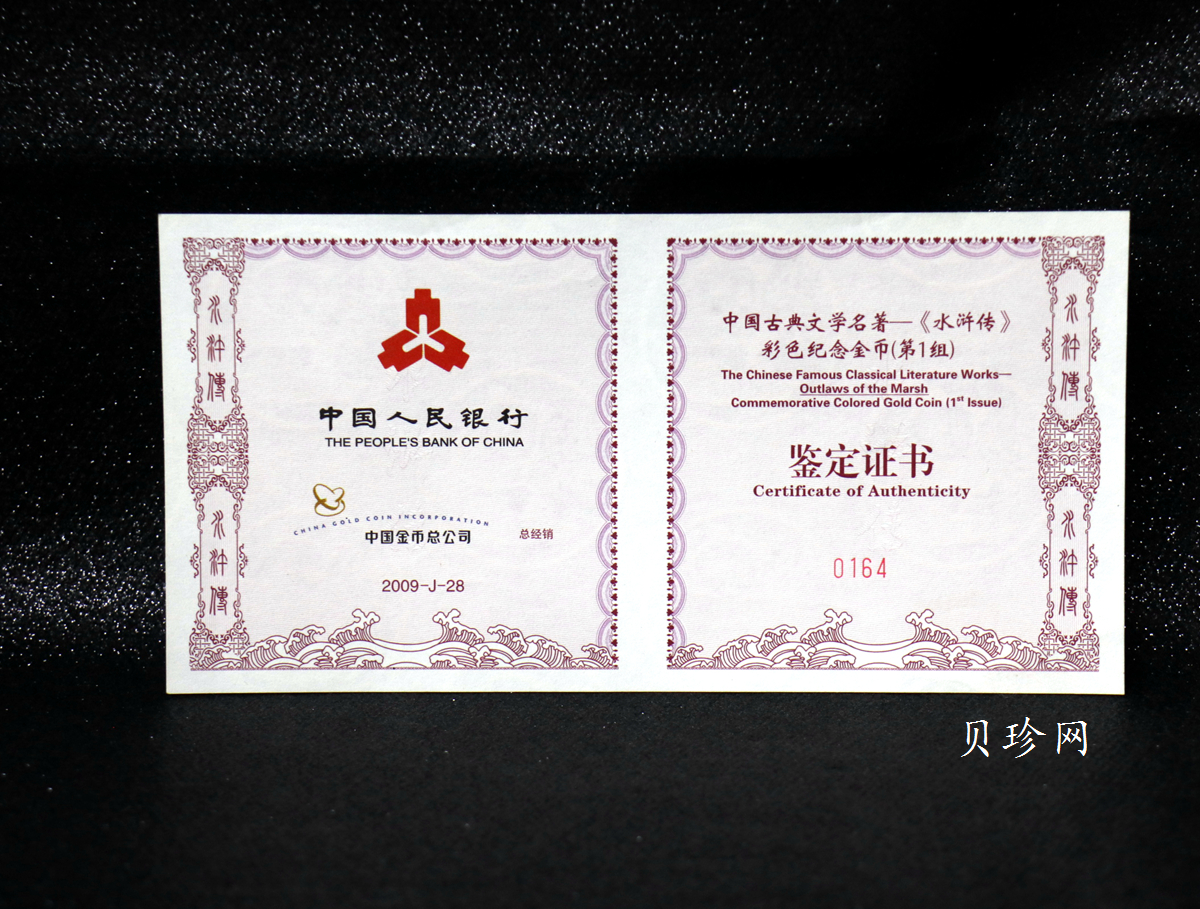 水
浒
傳
水
浒
傳
中国人民银行
THE PEOPLE'S BANK OF CHINA
CHINA GOLD COIN INCORPORATION
中国金币总公司
总经销
2009-J-28
中国古典文学名著—《水浒传》
彩色纪念金币(第1组)
The Chinese Famous Classical Literature Works—
Outlaws of the Marsh
Commemorative Colored Gold Coin (1st Issue)
鉴定证书
Certificate of Authenticity
0164
水
浒
傳
水
浒
傳
贝珍网